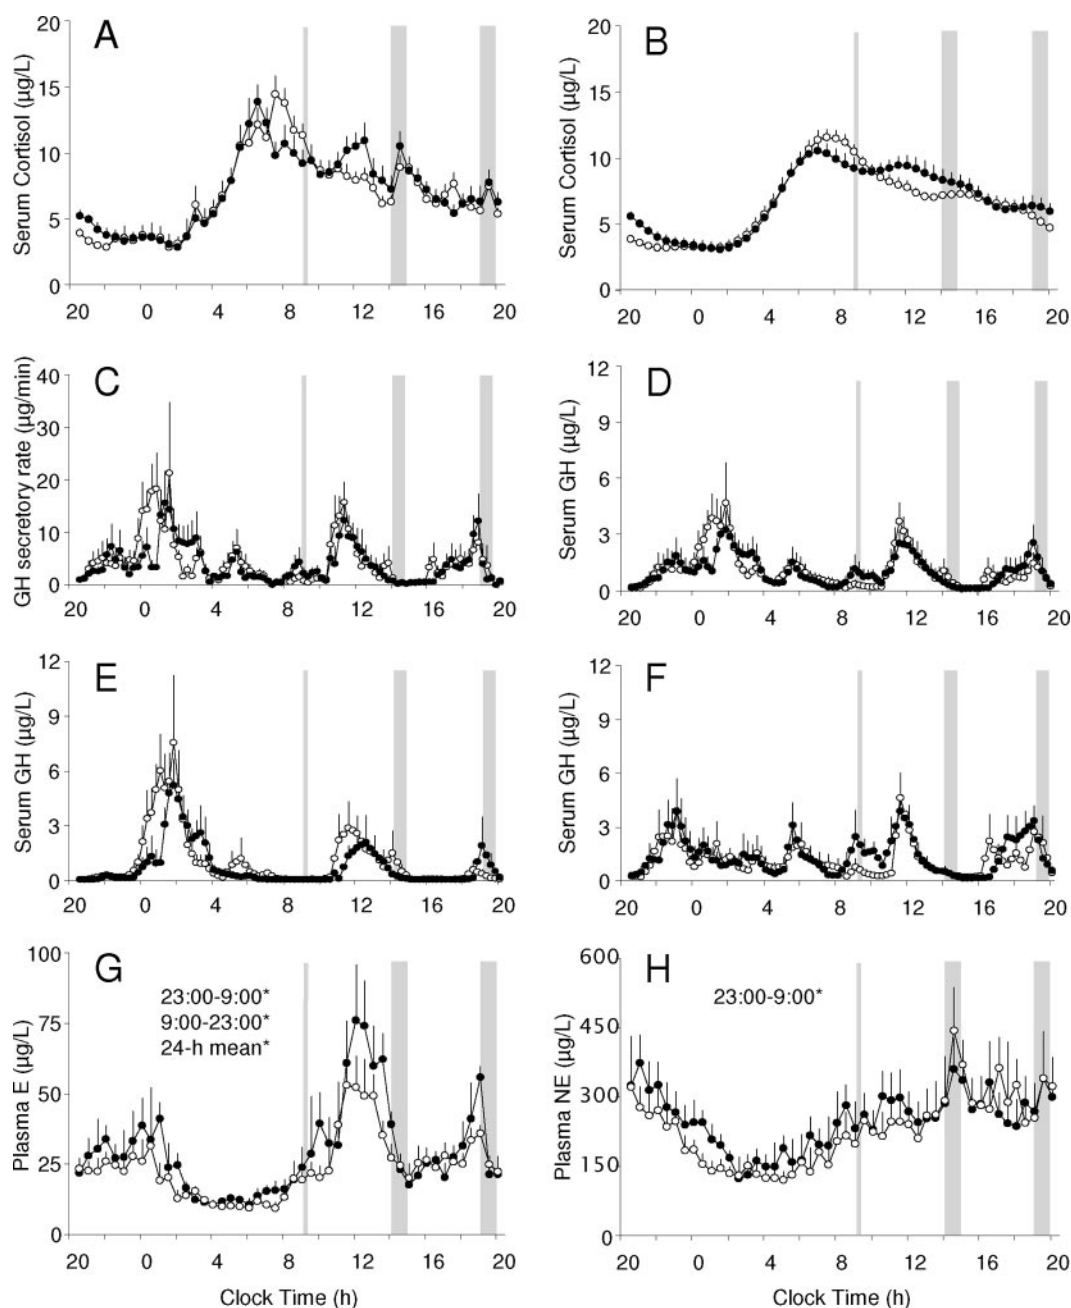 A
Serum Cortisol (µg/L)
20
15
10
5
0
20 0 4 8 12 16 20
B
Serum Cortisol (µg/L)
20
15
10
5
0
20 0 4 8 12 16 20
C
GH secretory rate (µg/min)
40
30
20
10
0
20 0 4 8 12 16 20
D
Serum GH (µg/L)
12
9
6
3
0
20 0 4 8 12 16 20
E
Serum GH (µg/L)
12
9
6
3
0
20 0 4 8 12 16 20
F
Serum GH (µg/L)
12
9
6
3
0
20 0 4 8 12 16 20
G
23:00-9:00*
9:00-23:00*
24-h mean*
Plasma E (µg/L)
100
75
50
25
0
20 0 4 8 12 16 20
Clock Time (h)
H
23:00-9:00*
Plasma NE (µg/L)
600
450
300
150
0
20 0 4 8 12 16 20
Clock Time (h)